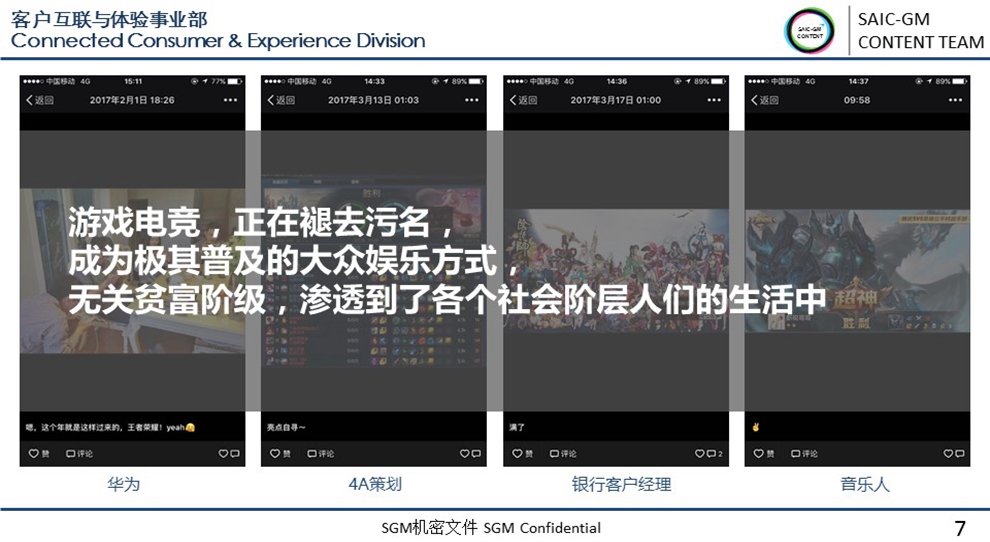 客户互联与体验事业部
Connected Consumer & Experience Division
SGM CONTENT
SAIC-GM
CONTENT TEAM
中国移动 4G 15:11 77%
返回 2017年2月1日 18:26
中国移动 4G 14:33 89%
返回 2017年3月13日 01:03
中国移动 4G 14:36 89%
返回 2017年3月17日 01:00
中国移动 4G 14:37 89%
返回 09:58
胜利
阴阳师
超神
胜利
游戏电竞，正在褪去污名，
成为极其普及的大众娱乐方式，
无关贫富阶级，渗透到了各个社会阶层人们的生活中
嗯，这个年就是这样过来的，王者荣耀！yeah
赞 评论
亮点自寻～
赞 评论
满了
赞 评论 2
✌
赞 评论
华为
4A策划
银行客户经理
音乐人
SGM机密文件 SGM Confidential
7